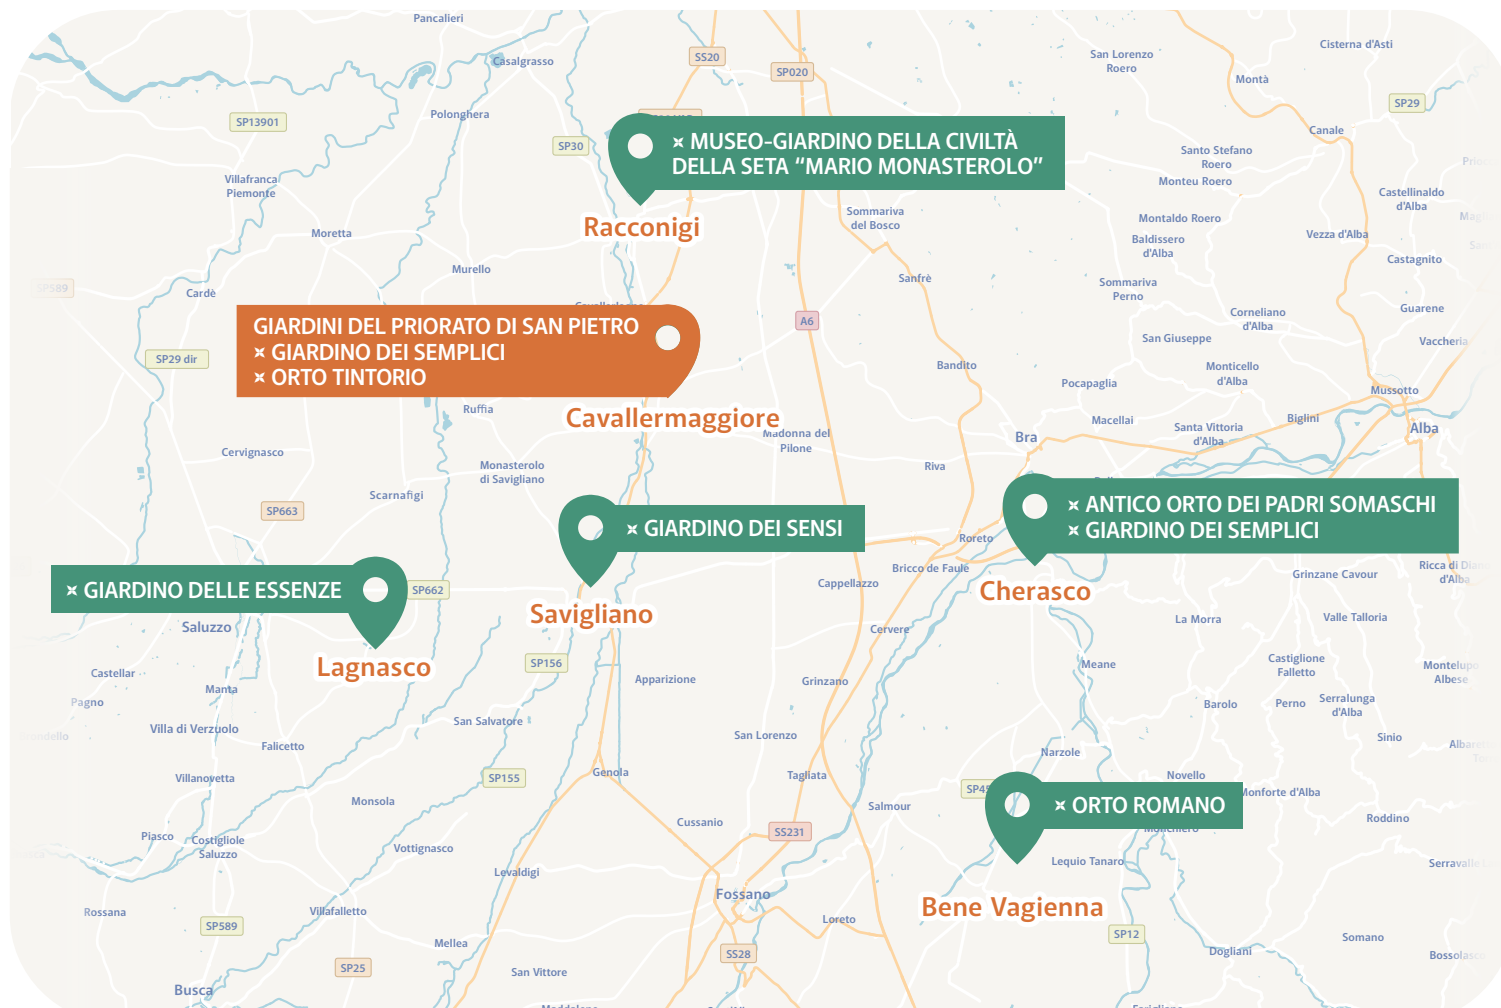 Pancalieri
Cisterna d'Asti
San Lorenzo
Roero
SS20
Casalgrasso
SP020
Montà
SP29
Polonghera
SP13901
Canale
SP30
MUSEO-GIARDINO DELLA CIVILTÀ
DELLA SETA “MARIO MONASTEROLO”
Santo Stefano
Roero
Monteu Roero
Villafranca
Piemonte
Castellinaldo
d'Alba
Racconigi
Sommariva
del Bosco
Montaldo Roero
Moretta
Baldissero
d'Alba
Vezza d'Alba
Castagnito
Murello
Sanfrè
Sommariva
Perno
SP589
Cardè
Guarene
Corneliano
d'Alba
A6
GIARDINI DEL PRIORATO DI SAN PIETRO
GIARDINO DEI SEMPLICI
ORTO TINTORIO
San Giuseppe
Vaccheria
SP29 dir
Bandito
Monticello
d'Alba
Pocapaglia
Mussotto
Ruffia
Cavallermaggiore
Macellai
Biglini
Santa Vittoria
d'Alba
Alba
Madonna del
Pilone
Bra
Cervignasco
Monasterolo
di Savigliano
Riva
Scarnafigi
SP663
ANTICO ORTO DEI PADRI SOMASCHI
GIARDINO DEI SEMPLICI
GIARDINO DEI SENSI
Roreto
Bricco de Faule
Cappellazzo
Grinzane Cavour
Ricca di
d'Alba
GIARDINO DELLE ESSENZE
SP662
Cherasco
Savigliano
Saluzzo
Cervere
La Morra
Valle Talloria
Lagnasco
SP156
Meane
Castiglione
Falletto
Montelupo
Albese
Castellar
Apparizione
Grinzano
Manta
Pagno
Barolo
Perno
Serralunga
d'Alba
San Salvatore
Villa di Verzuolo
San Lorenzo
Sinio
Falicetto
Narzole
Villanovetta
SP155
Genola
Tagliata
Novello
Monforte d'Alba
ORTO ROMANO
Monsola
Salmour
Cussanio
SS231
Roddino
Piasco
Costigliole
Saluzzo
Vottignasco
Lequio Tanaro
Levaldigi
Fossano
Bene Vagienna
Rossana
Villafalletto
Loreto
SP589
SP12
Mellea
Somano
Dogliani
SS28
SP25
San Vittore
Busca